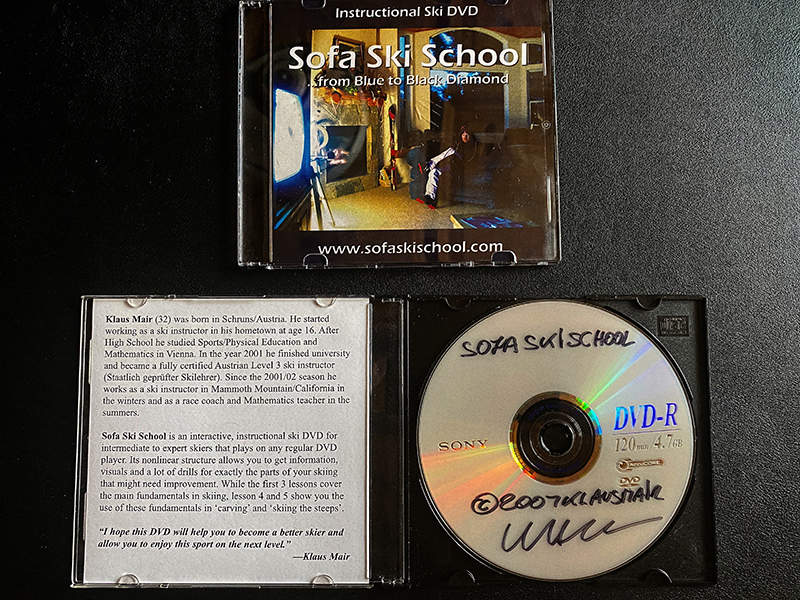 Instructional Ski DVD
Sofa Ski School
...from Blue to Black Diamond
www.sofaskischool.com
Klaus Mair (32) was born in Schruns/Austria. He started
working as a ski instructor in his hometown at age 16. After
High School he studied Sports/Physical Education and
Mathematics in Vienna. In the year 2001 he finished university
and became a fully certified Austrian Level 3 ski instructor
(Staatlich geprüfter Skilehrer). Since the 2001/02 season he
works as a ski instructor in Mammoth Mountain/California in
the winters and as a race coach and Mathematics teacher in the
summers.
Sofa Ski School is an interactive, instructional ski DVD for
intermediate to expert skiers that plays on any regular DVD
player. Its nonlinear structure allows you to get information,
visuals and a lot of drills for exactly the parts of your skiing
that might need improvement. While the first 3 lessons cover
the main fundamentals in skiing, lesson 4 and 5 show you the
use of these fundamentals in ‘carving’ and ‘skiing the steeps’.
“I hope this DVD will help you to become a better skier and
allow you to enjoy this sport on the next level.”
—Klaus Mair
SOFA SKI SCHOOL
SONY
DVD-R
120min/4.7GB
AccuCORE
DVD
©2007 KLAUS MAIR